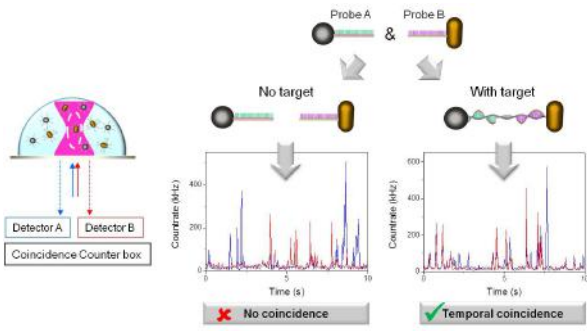 Probe A
&
Probe B
No target
With target
Detector A
Detector B
Coincidence Counter box
Countrate (kHz)
400
200
0
0
5
10
Time (s)
No coincidence
Countrate (kHz)
600
400
200
0
0
5
10
Time (s)
Temporal coincidence